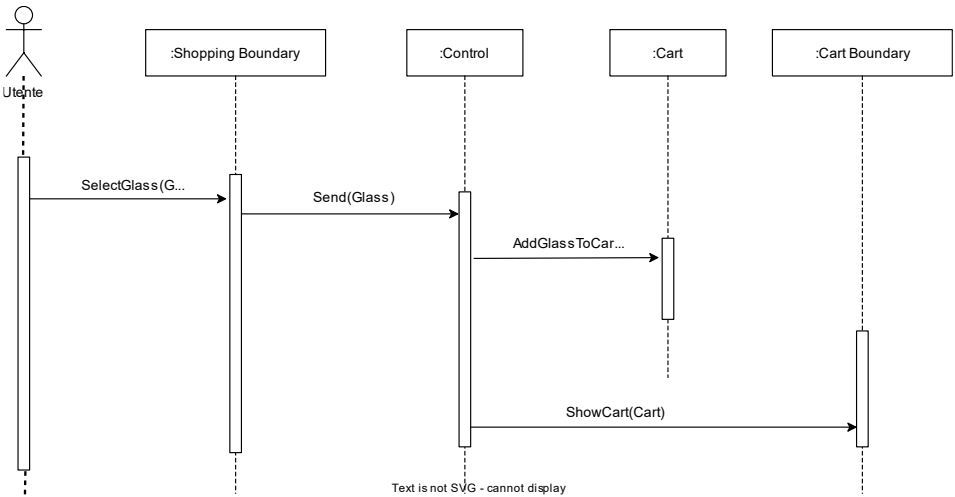 :Shopping Boundary
:Control
:Cart
:Cart Boundary
Utente
SelectGlass(G...
Send(Glass)
AddGlassToCar...
ShowCart(Cart)
Text is not SVG - cannot display